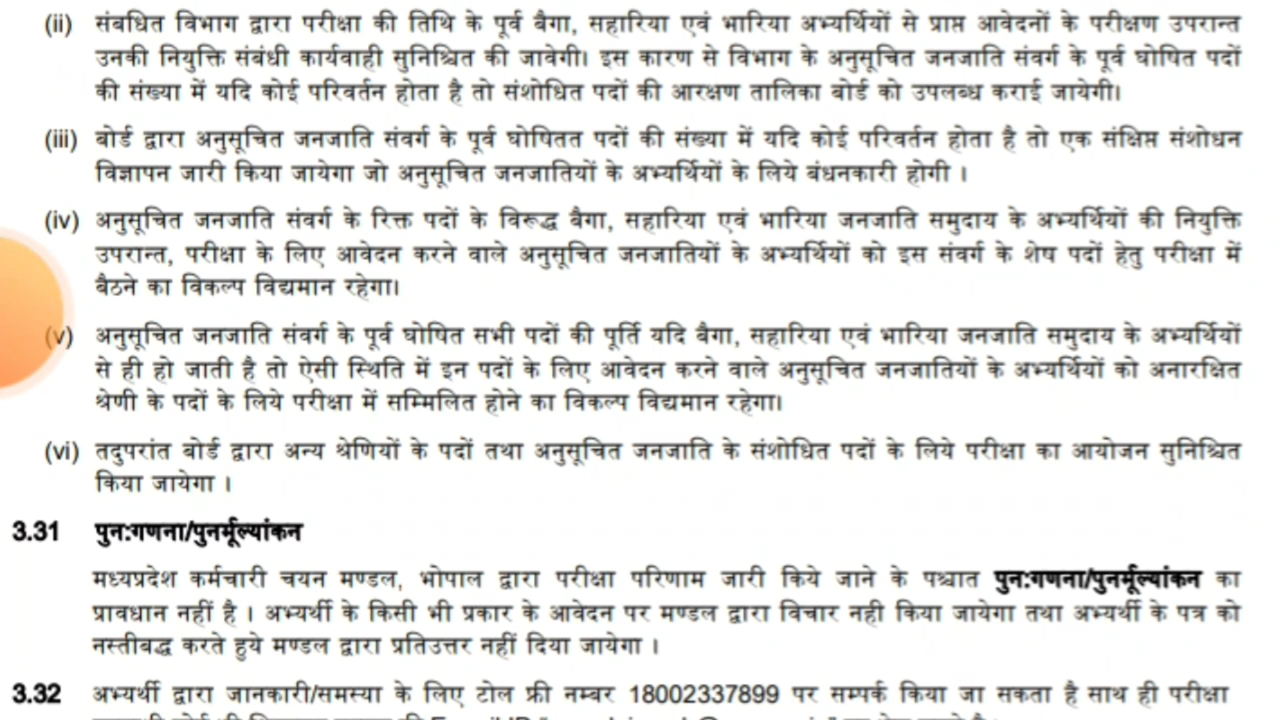 (ii) संबधित विभाग द्वारा परीक्षा की तिथि के पूर्व बैगा, सहारिया एवं भारिया अभ्यर्थियों से प्राप्त आवेदनों के परीक्षण उपरान्त
उनकी नियुक्ति संबंधी कार्यवाही सुनिश्चित की जावेगी। इस कारण से विभाग के अनुसूचित जनजाति संवर्ग के पूर्व घोषित पदों
की संख्या में यदि कोई परिवर्तन होता है तो संशोधित पदों की आरक्षण तालिका बोर्ड को उपलब्ध कराई जायेगी।
(iii) बोर्ड द्वारा अनुसूचित जनजाति संवर्ग के पूर्व घोषितत पदों की संख्या में यदि कोई परिवर्तन होता है तो एक संक्षिप्त संशोधन
विज्ञापन जारी किया जायेगा जो अनुसूचित जनजातियों के अभ्यर्थियों के लिये बंधनकारी होगी ।
(iv) अनुसूचित जनजाति संवर्ग के रिक्त पदों के विरूद्ध बैगा, सहारिया एवं भारिया जनजाति समुदाय के अभ्यर्थियों की नियुक्ति
उपरान्त, परीक्षा के लिए आवेदन करने वाले अनुसूचित जनजातियों के अभ्यर्थियों को इस संवर्ग के शेष पदों हेतु परीक्षा में
बैठने का विकल्प विद्यमान रहेगा।
(v) अनुसूचित जनजाति संवर्ग के पूर्व घोषित सभी पदों की पूर्ति यदि बैगा, सहारिया एवं भारिया जनजाति समुदाय के अभ्यर्थियों
से ही हो जाती है तो ऐसी स्थिति में इन पदों के लिए आवेदन करने वाले अनुसूचित जनजातियों के अभ्यर्थियों को अनारक्षित
श्रेणी के पदों के लिये परीक्षा में सम्मिलित होने का विकल्प विद्यमान रहेगा।
(vi) तदुपरांत बोर्ड द्वारा अन्य श्रेणियों के पदों तथा अनुसूचित जनजाति के संशोधित पदों के लिये परीक्षा का आयोजन सुनिश्चित
किया जायेगा ।
3.31 पुन:गणना/पुनर्मूल्यांकन
मध्यप्रदेश कर्मचारी चयन मण्डल, भोपाल द्वारा परीक्षा परिणाम जारी किये जाने के पश्चात पुन:गणना/पुनर्मूल्यांकन का
प्रावधान नहीं है । अभ्यर्थी के किसी भी प्रकार के आवेदन पर मण्डल द्वारा विचार नही किया जायेगा तथा अभ्यर्थी के पत्र को
नस्तीबद्ध करते हुये मण्डल द्वारा प्रतिउत्तर नहीं दिया जायेगा ।
3.32 अभ्यर्थी द्वारा जानकारी/समस्या के लिए टोल फ्री नम्बर 18002337899 पर सम्पर्क किया जा सकता है साथ ही परीक्षा